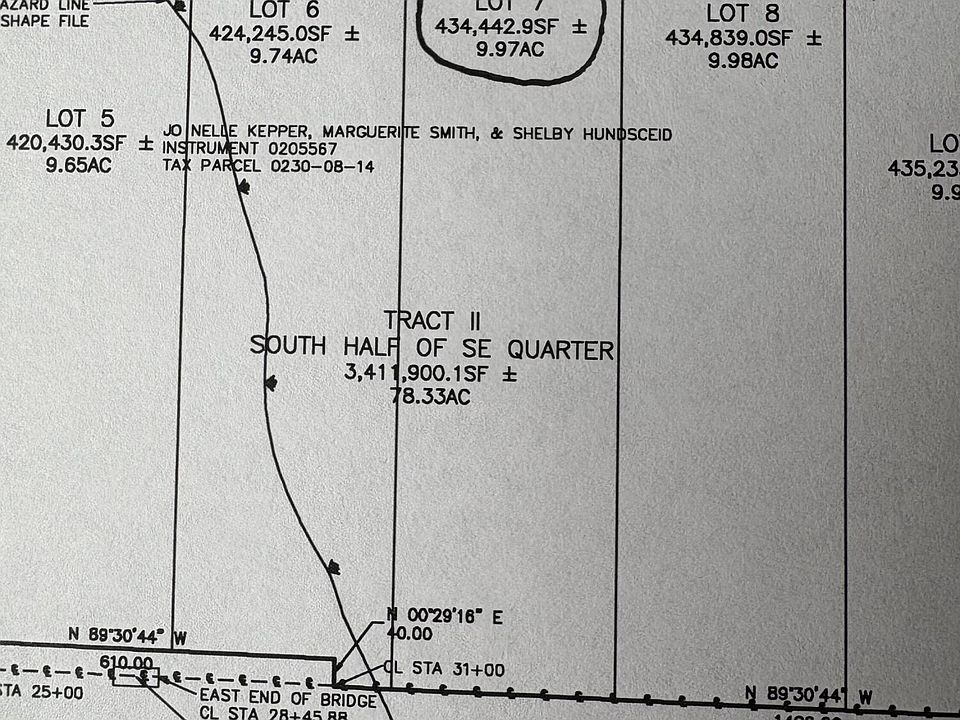 AZARD LINE
SHAPE FILE
LOT 6
424,245.0SF ±
9.74AC
LOT 7
434,442.9SF ±
9.97AC
LOT 8
434,839.0SF ±
9.98AC
LOT 5
420,430.3SF ±
9.65AC
JO NELLE KEPPER, MARGUERITE SMITH, & SHELBY HUNDSCEID
INSTRUMENT 0205567
TAX PARCEL 0230-08-14
LO
435,23
9.9
TRACT II
SOUTH HALF OF SE QUARTER
3,411,900.1SF ±
78.33AC
N 00°29'16" E
40.00
N 89°30'44" W
610.00
CL STA 31+00
STA 25+00
EAST END OF BRIDGE
CL STA 28+45.88
N 89°30'44" W